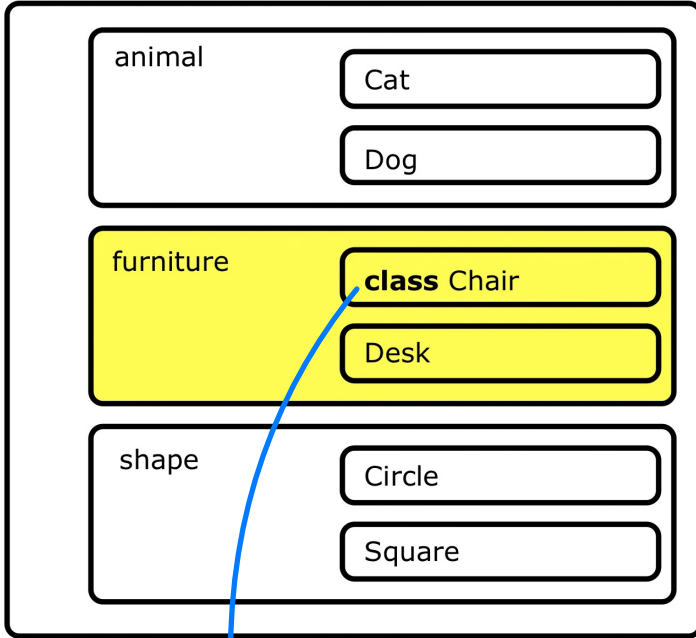 animal
Cat
Dog
furniture
class Chair
Desk
shape
Circle
Square